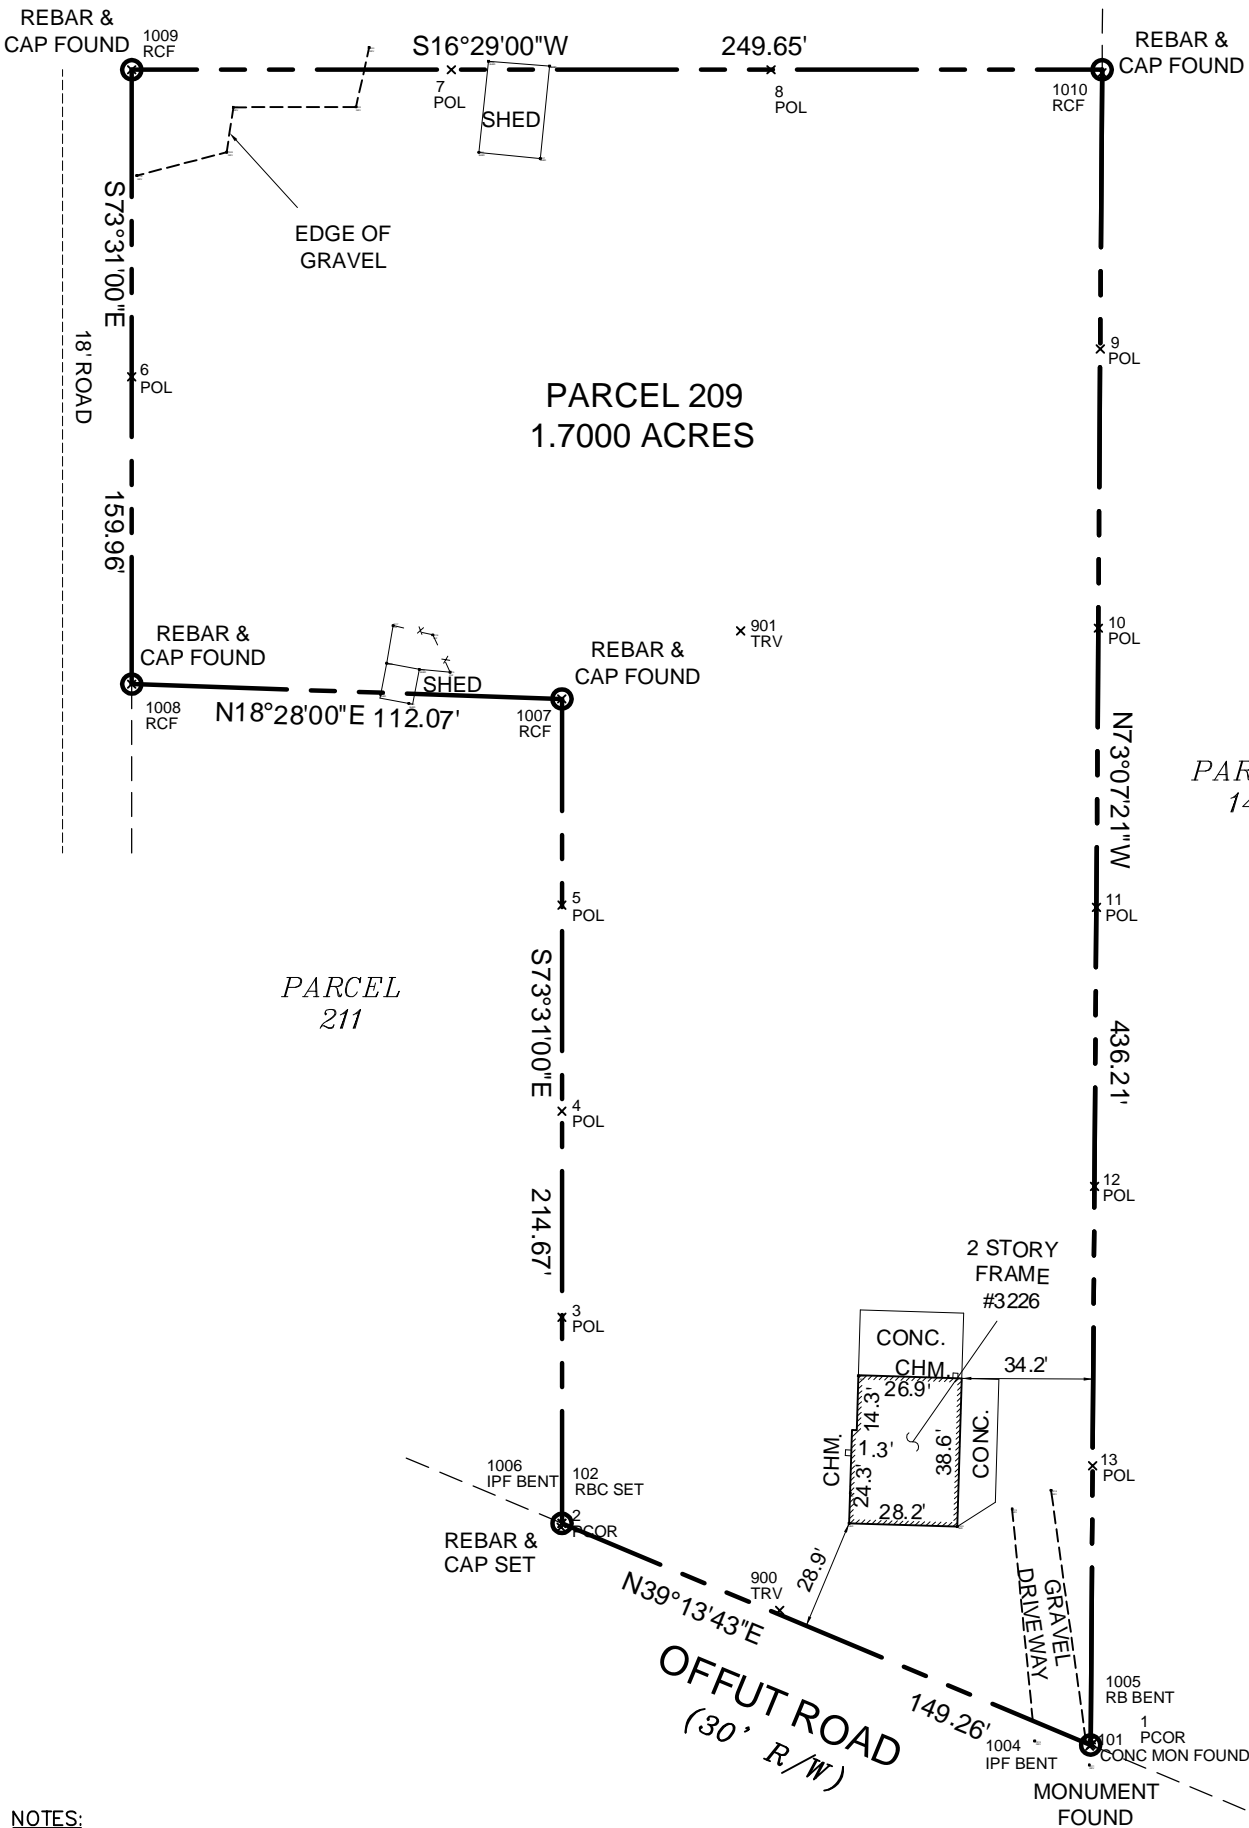 REBAR &
CAP FOUND
1009
RCF
S16°29'00"W
249.65'
REBAR &
CAP FOUND
7
POL
8
POL
1010
RCF
SHED
S73°31'00"E
EDGE OF
GRAVEL
18' ROAD
6
POL
9
POL
PARCEL 209
1.7000 ACRES
159.96'
REBAR &
CAP FOUND
901
TRV
10
POL
REBAR &
CAP FOUND
SHED
1008
RCF
N18°28'00"E 112.07'
1007
RCF
N73°07'21"W
PAR
14
5
POL
11
POL
PARCEL
211
S73°31'00"E
436.21'
4
POL
214.67'
12
POL
2 STORY
FRAME
#3226
3
POL
CONC.
CHM.
34.2'
26.9'
14.3'
CONC.
CHM.
1.3'
38.6'
24.3'
28.2'
13
POL
1006
IPF BENT
102
RBC SET
2
PCOR
REBAR &
CAP SET
28.9'
900
TRV
N39°13'43"E
GRAVEL
DRIVEWAY
OFFUT ROAD
(30' R/W)
149.26'
1005
RB BENT
1
PCOR
101
CONC MON FOUND
1004
IPF BENT
MONUMENT
FOUND
NOTES: